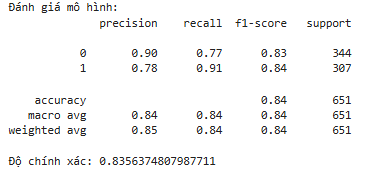 Đánh giá mô hình:
precision recall f1-score support
0 0.90 0.77 0.83 344
1 0.78 0.91 0.84 307
accuracy 0.84 651
macro avg 0.84 0.84 0.84 651
weighted avg 0.85 0.84 0.84 651
Độ chính xác: 0.8356374807987711